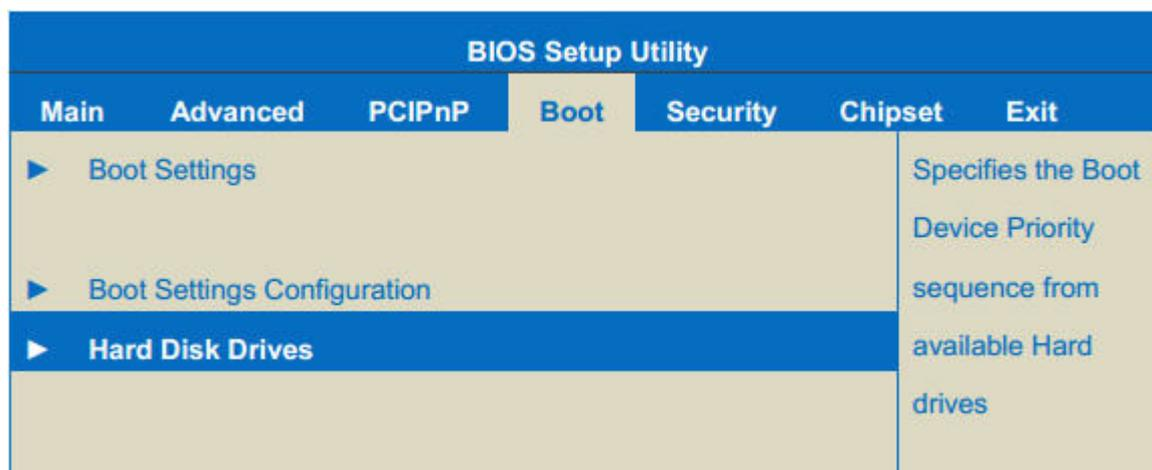 BIOS Setup Utility
Main Advanced PCIPnP Boot Security Chipset Exit
► Boot Settings
► Boot Settings Configuration
► Hard Disk Drives
Specifies the Boot
Device Priority
sequence from
available Hard
drives